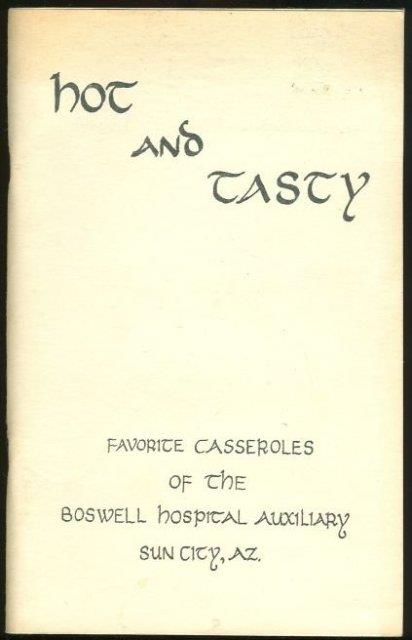 hot
and
tasty
FAVORITE CASSEROLES
OF the
BOSWELL hOSPITAL AUXILIARY
SUN CITY, AZ.